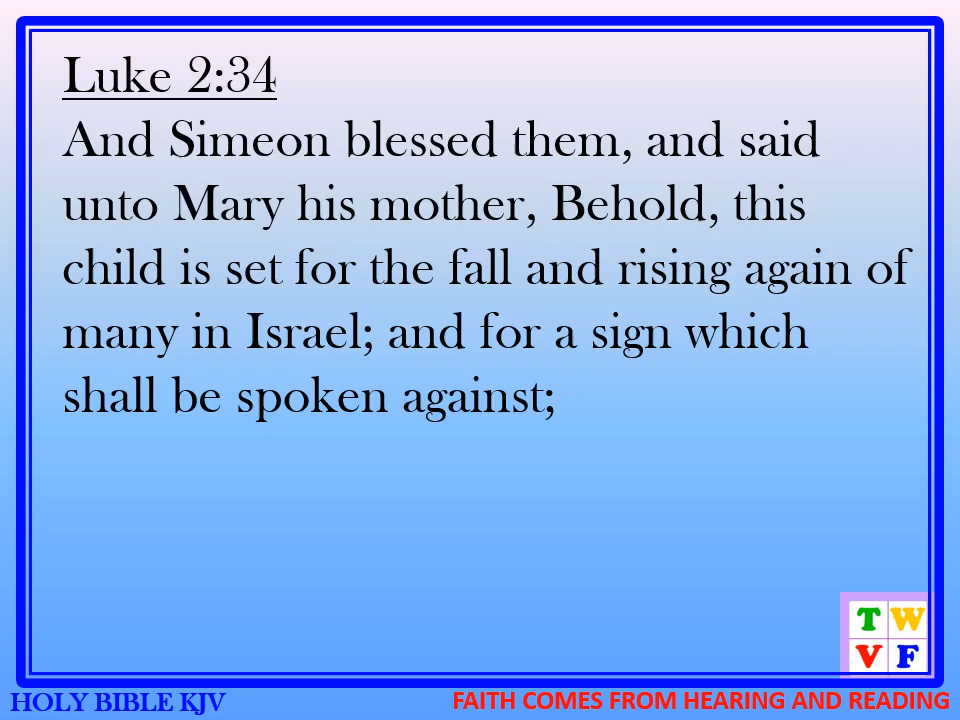 Luke 2:34
And Simeon blessed them, and said
unto Mary his mother, Behold, this
child is set for the fall and rising again of
many in Israel; and for a sign which
shall be spoken against;
T W
V F
HOLY BIBLE KJV
FAITH COMES FROM HEARING AND READING